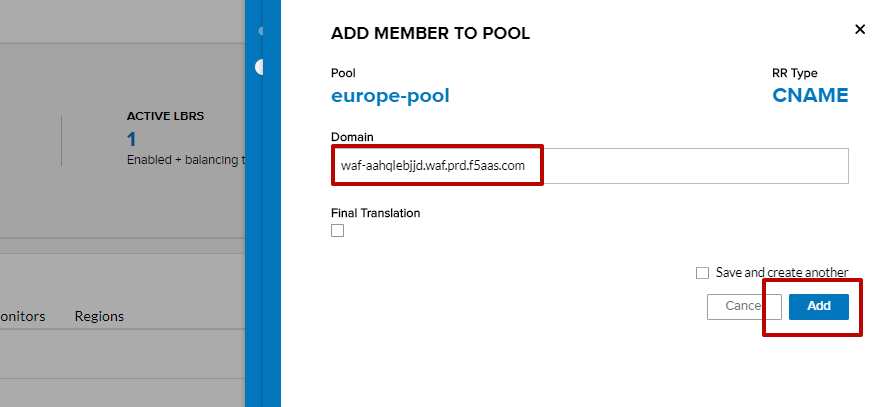 ADD MEMBER TO POOL
Pool
RR Type
europe-pool
CNAME
ACTIVE LBRS
1
Enabled + balancing t
Domain
waf-aahqlebjjd.waf.prd.f5aas.com
Final Translation
Save and create another
Cance
Add
onitors
Regions